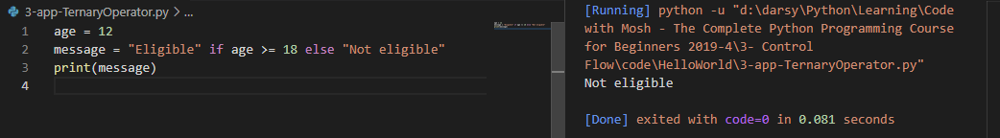 3-app-TernaryOperator.py > ...
1 age = 12
2 message = "Eligible" if age >= 18 else "Not eligible"
3 print(message)
4
[Running] python -u "d:\darsy\Python\Learning\Code
with Mosh - The Complete Python Programming Course
for Beginners 2019-4\3- Control
Flow\code\HelloWorld\3-app-TernaryOperator.py"
Not eligible
[Done] exited with code=0 in 0.081 seconds